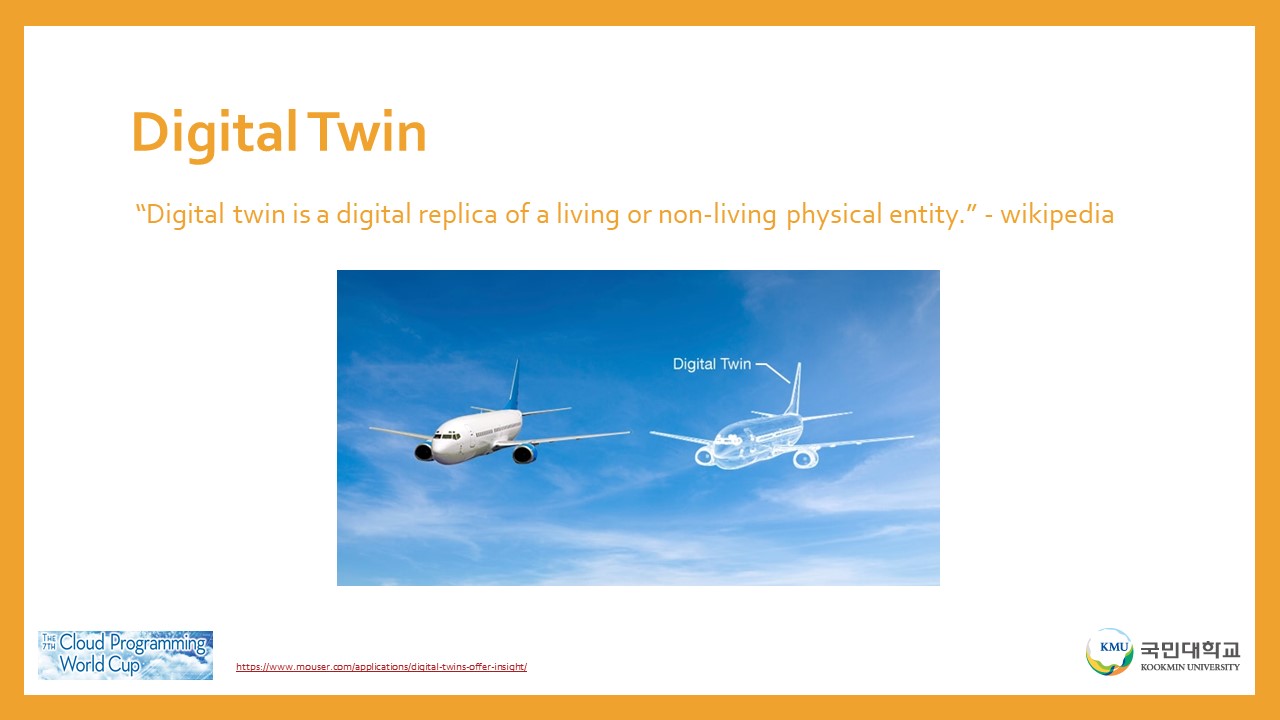 Digital Twin
“Digital twin is a digital replica of a living or non-living physical entity.” - wikipedia
Digital Twin
THE 7TH Cloud Programming
World Cup
https://www.mouser.com/applications/digital-twins-offer-insight/
KMU
국민대학교
KOOKMIN UNIVERSITY